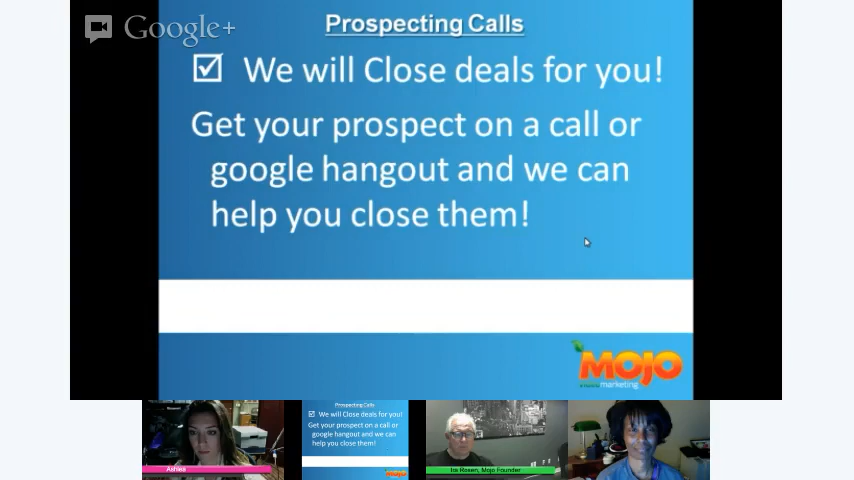 Google+
Prospecting Calls
We will Close deals for you!
Get your prospect on a call or
google hangout and we can
help you close them!
MOJO
marketing
Ashlea
Prospecting Calls
We will Close deals for you!
Get your prospect on a call or
google hangout and we can
help you close them!
MOJO
Ira Rosen, Mojo Founder